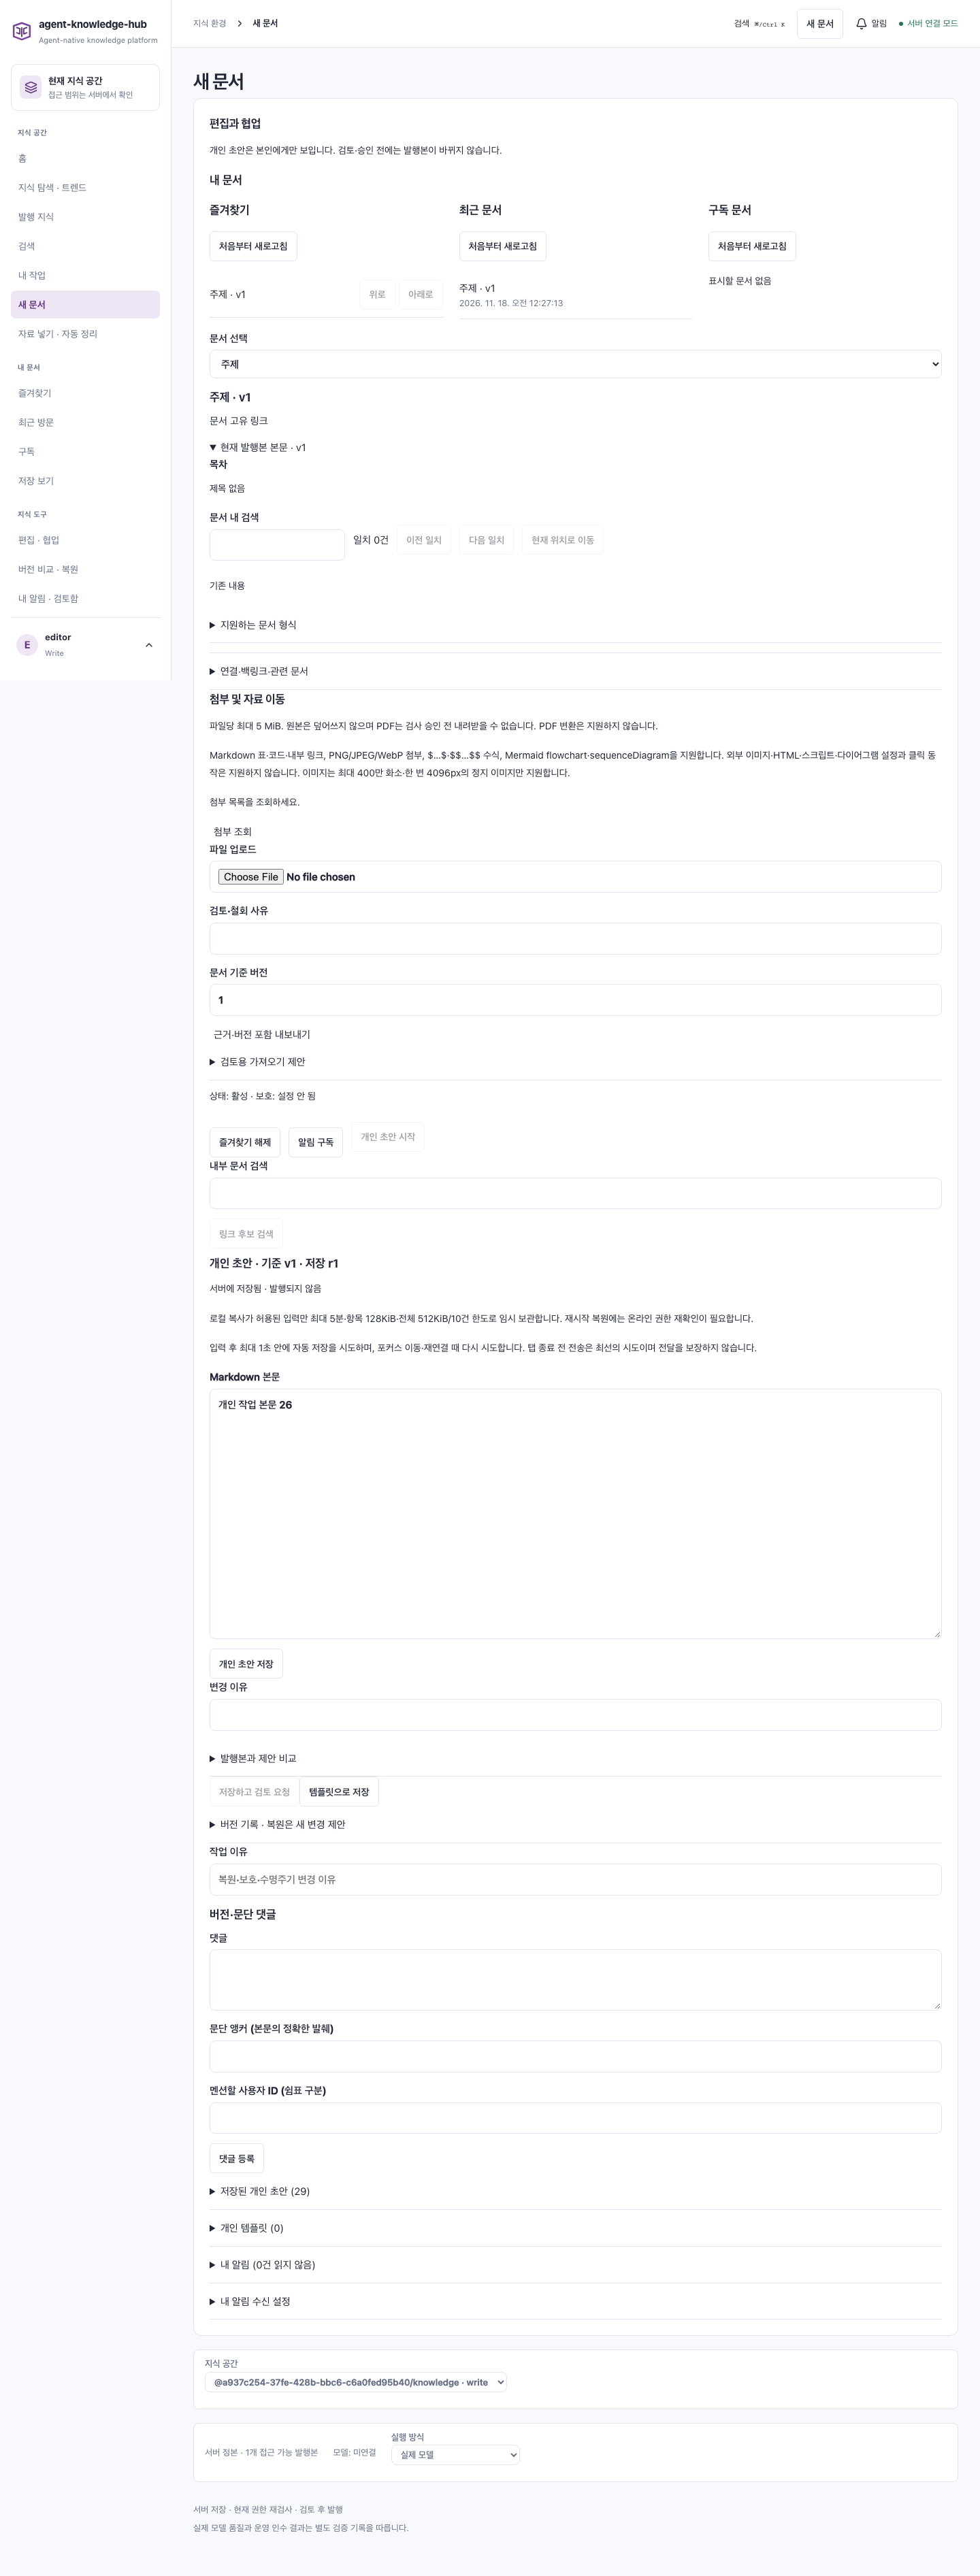 agent-knowledge-hub
Agent-native knowledge platform
현재 지식 공간
접근 범위는 서버에서 확인
지식 공간
홈
지식 탐색 · 트렌드
발행 지식
검색
내 작업
새 문서
자료 넣기 · 자동 정리
내 문서
즐겨찾기
최근 방문
구독
저장 보기
지식 도구
편집 · 협업
버전 비교 · 복원
내 알림 · 검토함
E
editor
Write
지식 환경 > 새 문서
검색 ⌘/Ctrl K
새 문서
알림
서버 연결 모드
새 문서
편집과 협업
개인 초안은 본인에게만 보입니다. 검토·승인 전에는 발행본이 바뀌지 않습니다.
내 문서
즐겨찾기
처음부터 새로고침
주제 · v1
위로
아래로
최근 문서
처음부터 새로고침
주제 · v1
2026. 11. 18. 오전 12:27:13
구독 문서
처음부터 새로고침
표시할 문서 없음
문서 선택
주제
주제 · v1
문서 고유 링크
▼ 현재 발행본 본문 · v1
목차
제목 없음
문서 내 검색
일치 0건
이전 일치
다음 일치
현재 위치로 이동
기존 내용
▶ 지원하는 문서 형식
▶ 연결·백링크·관련 문서
첨부 및 자료 이동
파일당 최대 5 MiB. 원본은 덮어쓰지 않으며 PDF는 검사 승인 전 내려받을 수 없습니다. PDF 변환은 지원하지 않습니다.
Markdown 표·코드·내부 링크, PNG/JPEG/WebP 첨부, $...$·$$...$$ 수식, Mermaid flowchart·sequenceDiagram을 지원합니다. 외부 이미지·HTML·스크립트·다이어그램 설정과 클릭 동
작은 지원하지 않습니다. 이미지는 최대 400만 화소·한 변 4096px의 정지 이미지만 지원합니다.
첨부 목록을 조회하세요.
첨부 조회
파일 업로드
Choose File No file chosen
검토·철회 사유
문서 기준 버전
1
근거·버전 포함 내보내기
▶ 검토용 가져오기 제안
상태: 활성 · 보호: 설정 안 됨
즐겨찾기 해제
알림 구독
개인 초안 시작
내부 문서 검색
링크 후보 검색
개인 초안 · 기준 v1 · 저장 r1
서버에 저장됨 · 발행되지 않음
로컬 복사가 허용된 입력만 최대 5분·항목 128KiB·전체 512KiB/10건 한도로 임시 보관합니다. 재시작 복원에는 온라인 권한 재확인이 필요합니다.
입력 후 최대 1초 안에 자동 저장을 시도하며, 포커스 이동·재연결 때 다시 시도합니다. 탭 종료 전 전송은 최선의 시도이며 전달을 보장하지 않습니다.
Markdown 본문
개인 작업 본문 26
개인 초안 저장
변경 이유
▶ 발행본과 제안 비교
저장하고 검토 요청
템플릿으로 저장
▶ 버전 기록 · 복원은 새 변경 제안
작업 이유
복원·보호·수명주기 변경 이유
버전·문단 댓글
댓글
문단 앵커 (본문의 정확한 발췌)
멘션할 사용자 ID (쉼표 구분)
댓글 등록
▶ 저장된 개인 초안 (29)
▶ 개인 템플릿 (0)
▶ 내 알림 (0건 읽지 않음)
▶ 내 알림 수신 설정
지식 공간
@a937c254-37fe-428b-bbc6-c6a0fed95b40/knowledge · write
서버 정본 · 1개 접근 가능 발행본
모델: 미연결
실행 방식
실제 모델
서버 저장 · 현재 권한 재검사 · 검토 후 발행
실제 모델 품질과 운영 인수 결과는 별도 검증 기록을 따릅니다.